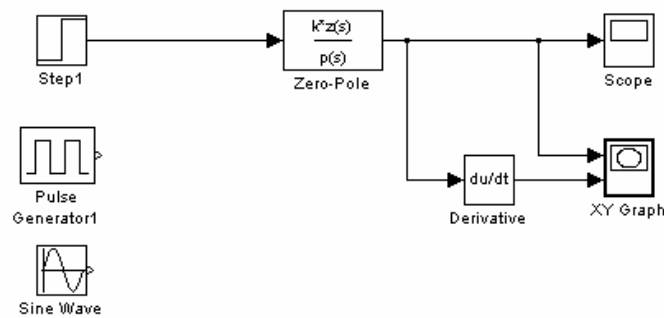 Step1
k*z(s)
p(s)
Zero-Pole
Scope
Pulse
Generator1
du/dt
Derivative
XY Graph
Sine Wave